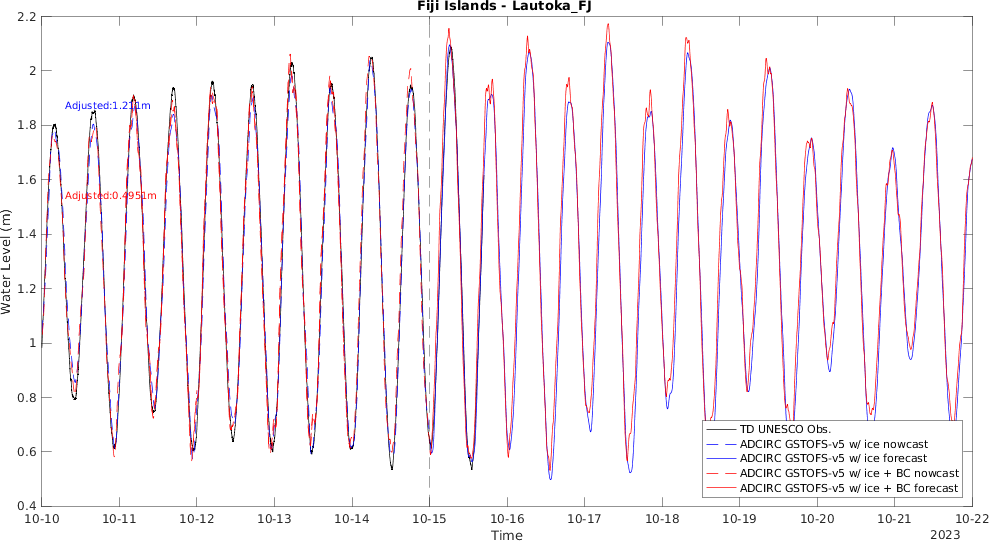 Fiji Islands - Lautoka_FJ
2.2
2
1.8
1.6
1.4
1.2
1
0.8
0.6
0.4
Water Level (m)
Adjusted:1.211m
Adjusted:0.4951m
TD UNESCO Obs.
ADCIRC GSTOFS-v5 w/ ice nowcast
ADCIRC GSTOFS-v5 w/ ice forecast
ADCIRC GSTOFS-v5 w/ ice + BC nowcast
ADCIRC GSTOFS-v5 w/ ice + BC forecast
10-10 10-11 10-12 10-13 10-14 10-15 10-16 10-17 10-18 10-19 10-20 10-21 10-22
Time
2023